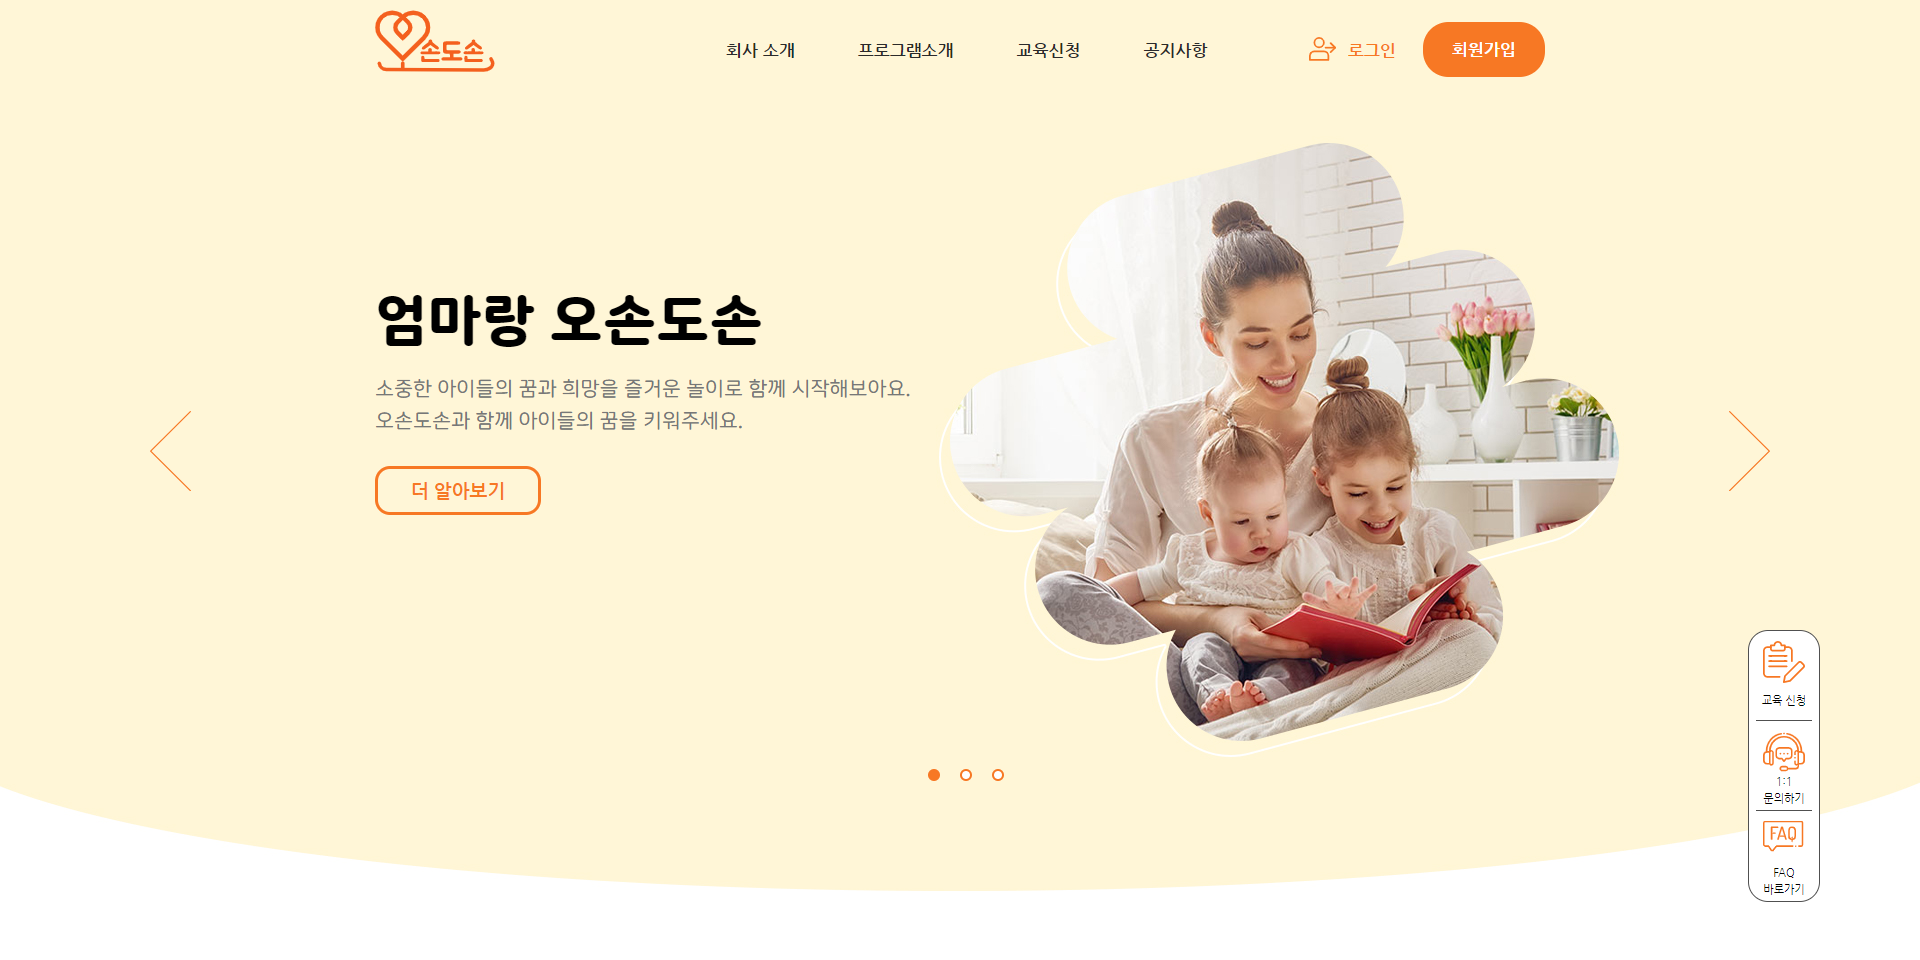 손도손
회사 소개
프로그램소개
교육신청
공지사항
로그인
회원가입
엄마랑 오손도손
소중한 아이들의 꿈과 희망을 즐거운 놀이로 함께 시작해보아요.
오손도손과 함께 아이들의 꿈을 키워주세요.
더 알아보기
교육 신청
1:1
문의하기
FAQ
FAQ
바로가기